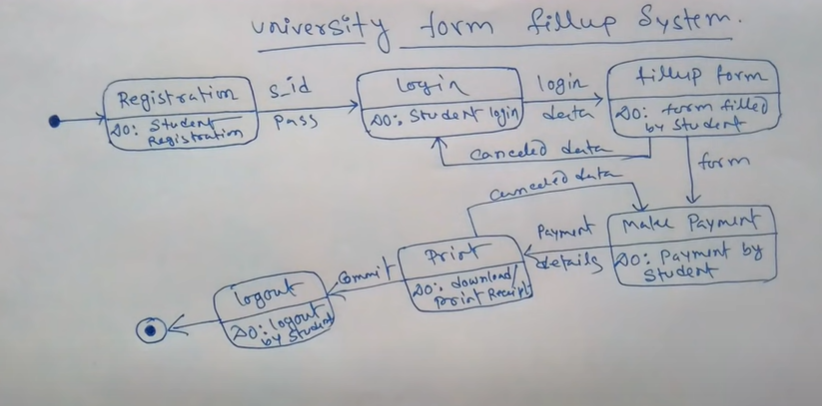 University form fillup System.
Registration
DO: Student
Registration
S_id
pass
login
DO: Student login
login
data
fillup form
DO: form filled
by Student
canceled data
form
canceled data
Make Payment
DO: Payment by
Student
Payment
details
Print
DO: download/
print Receipt
Commit
logout
DO: logout
by Student